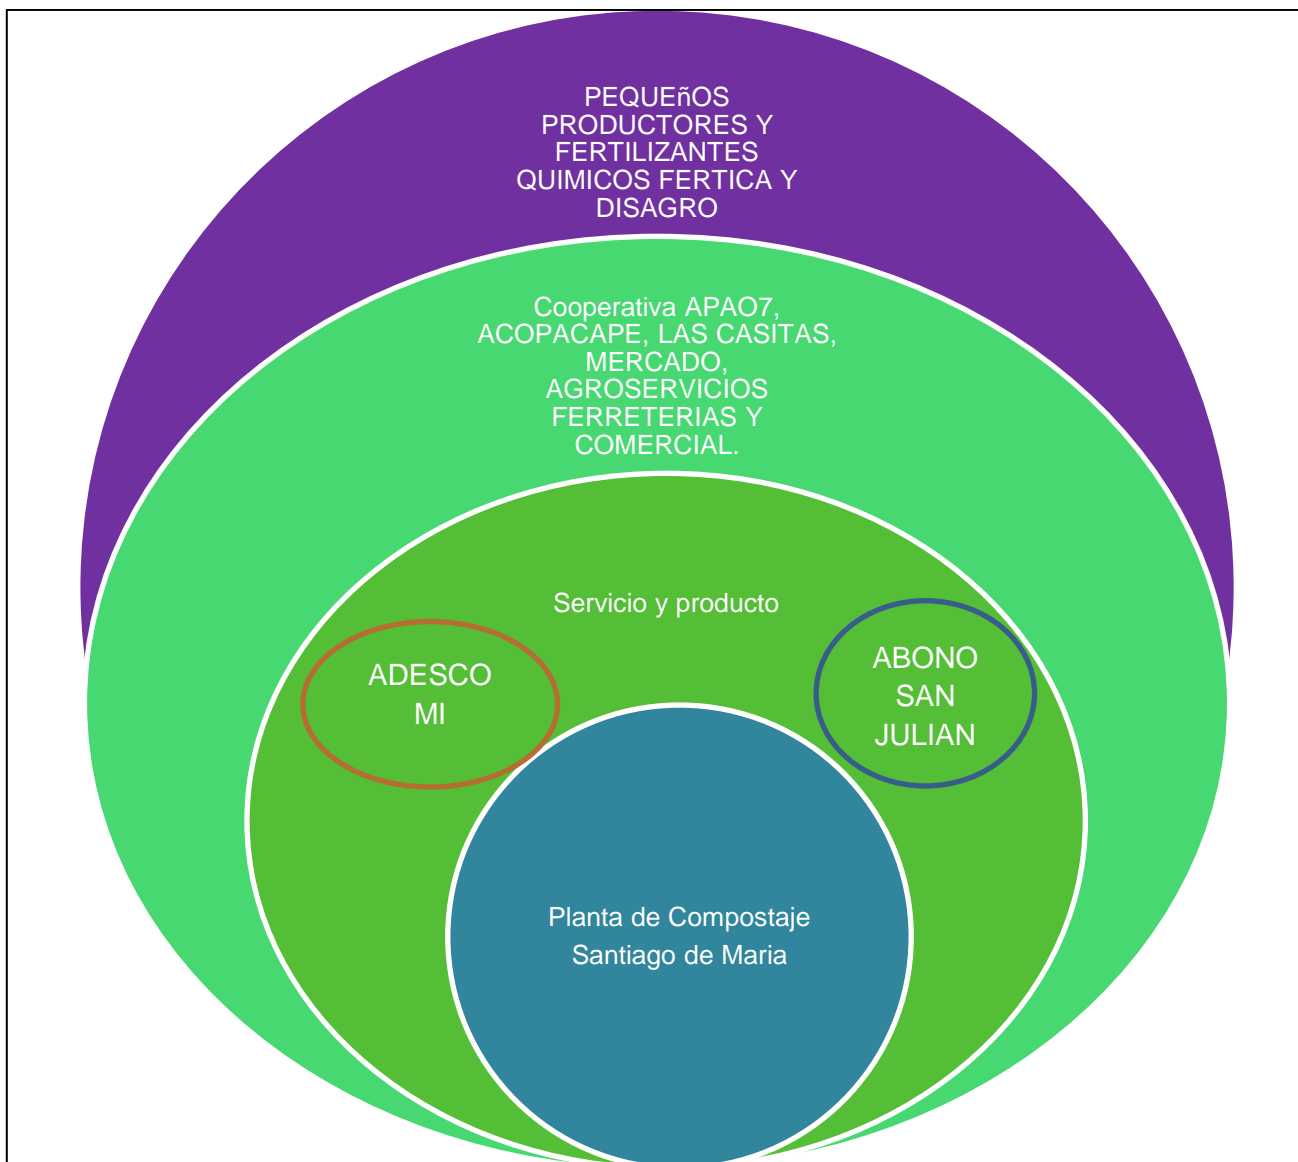 PEQUEñOS
PRODUCTORES Y
FERTILIZANTES
QUIMICOS FERTICA Y
DISAGRO
Cooperativa APAO7,
ACOPACAPE, LAS CASITAS,
MERCADO,
AGROSERVICIOS
FERRETERIAS Y
COMERCIAL.
Servicio y producto
ADESCO
MI
ABONO
SAN
JULIAN
Planta de Compostaje
Santiago de Maria